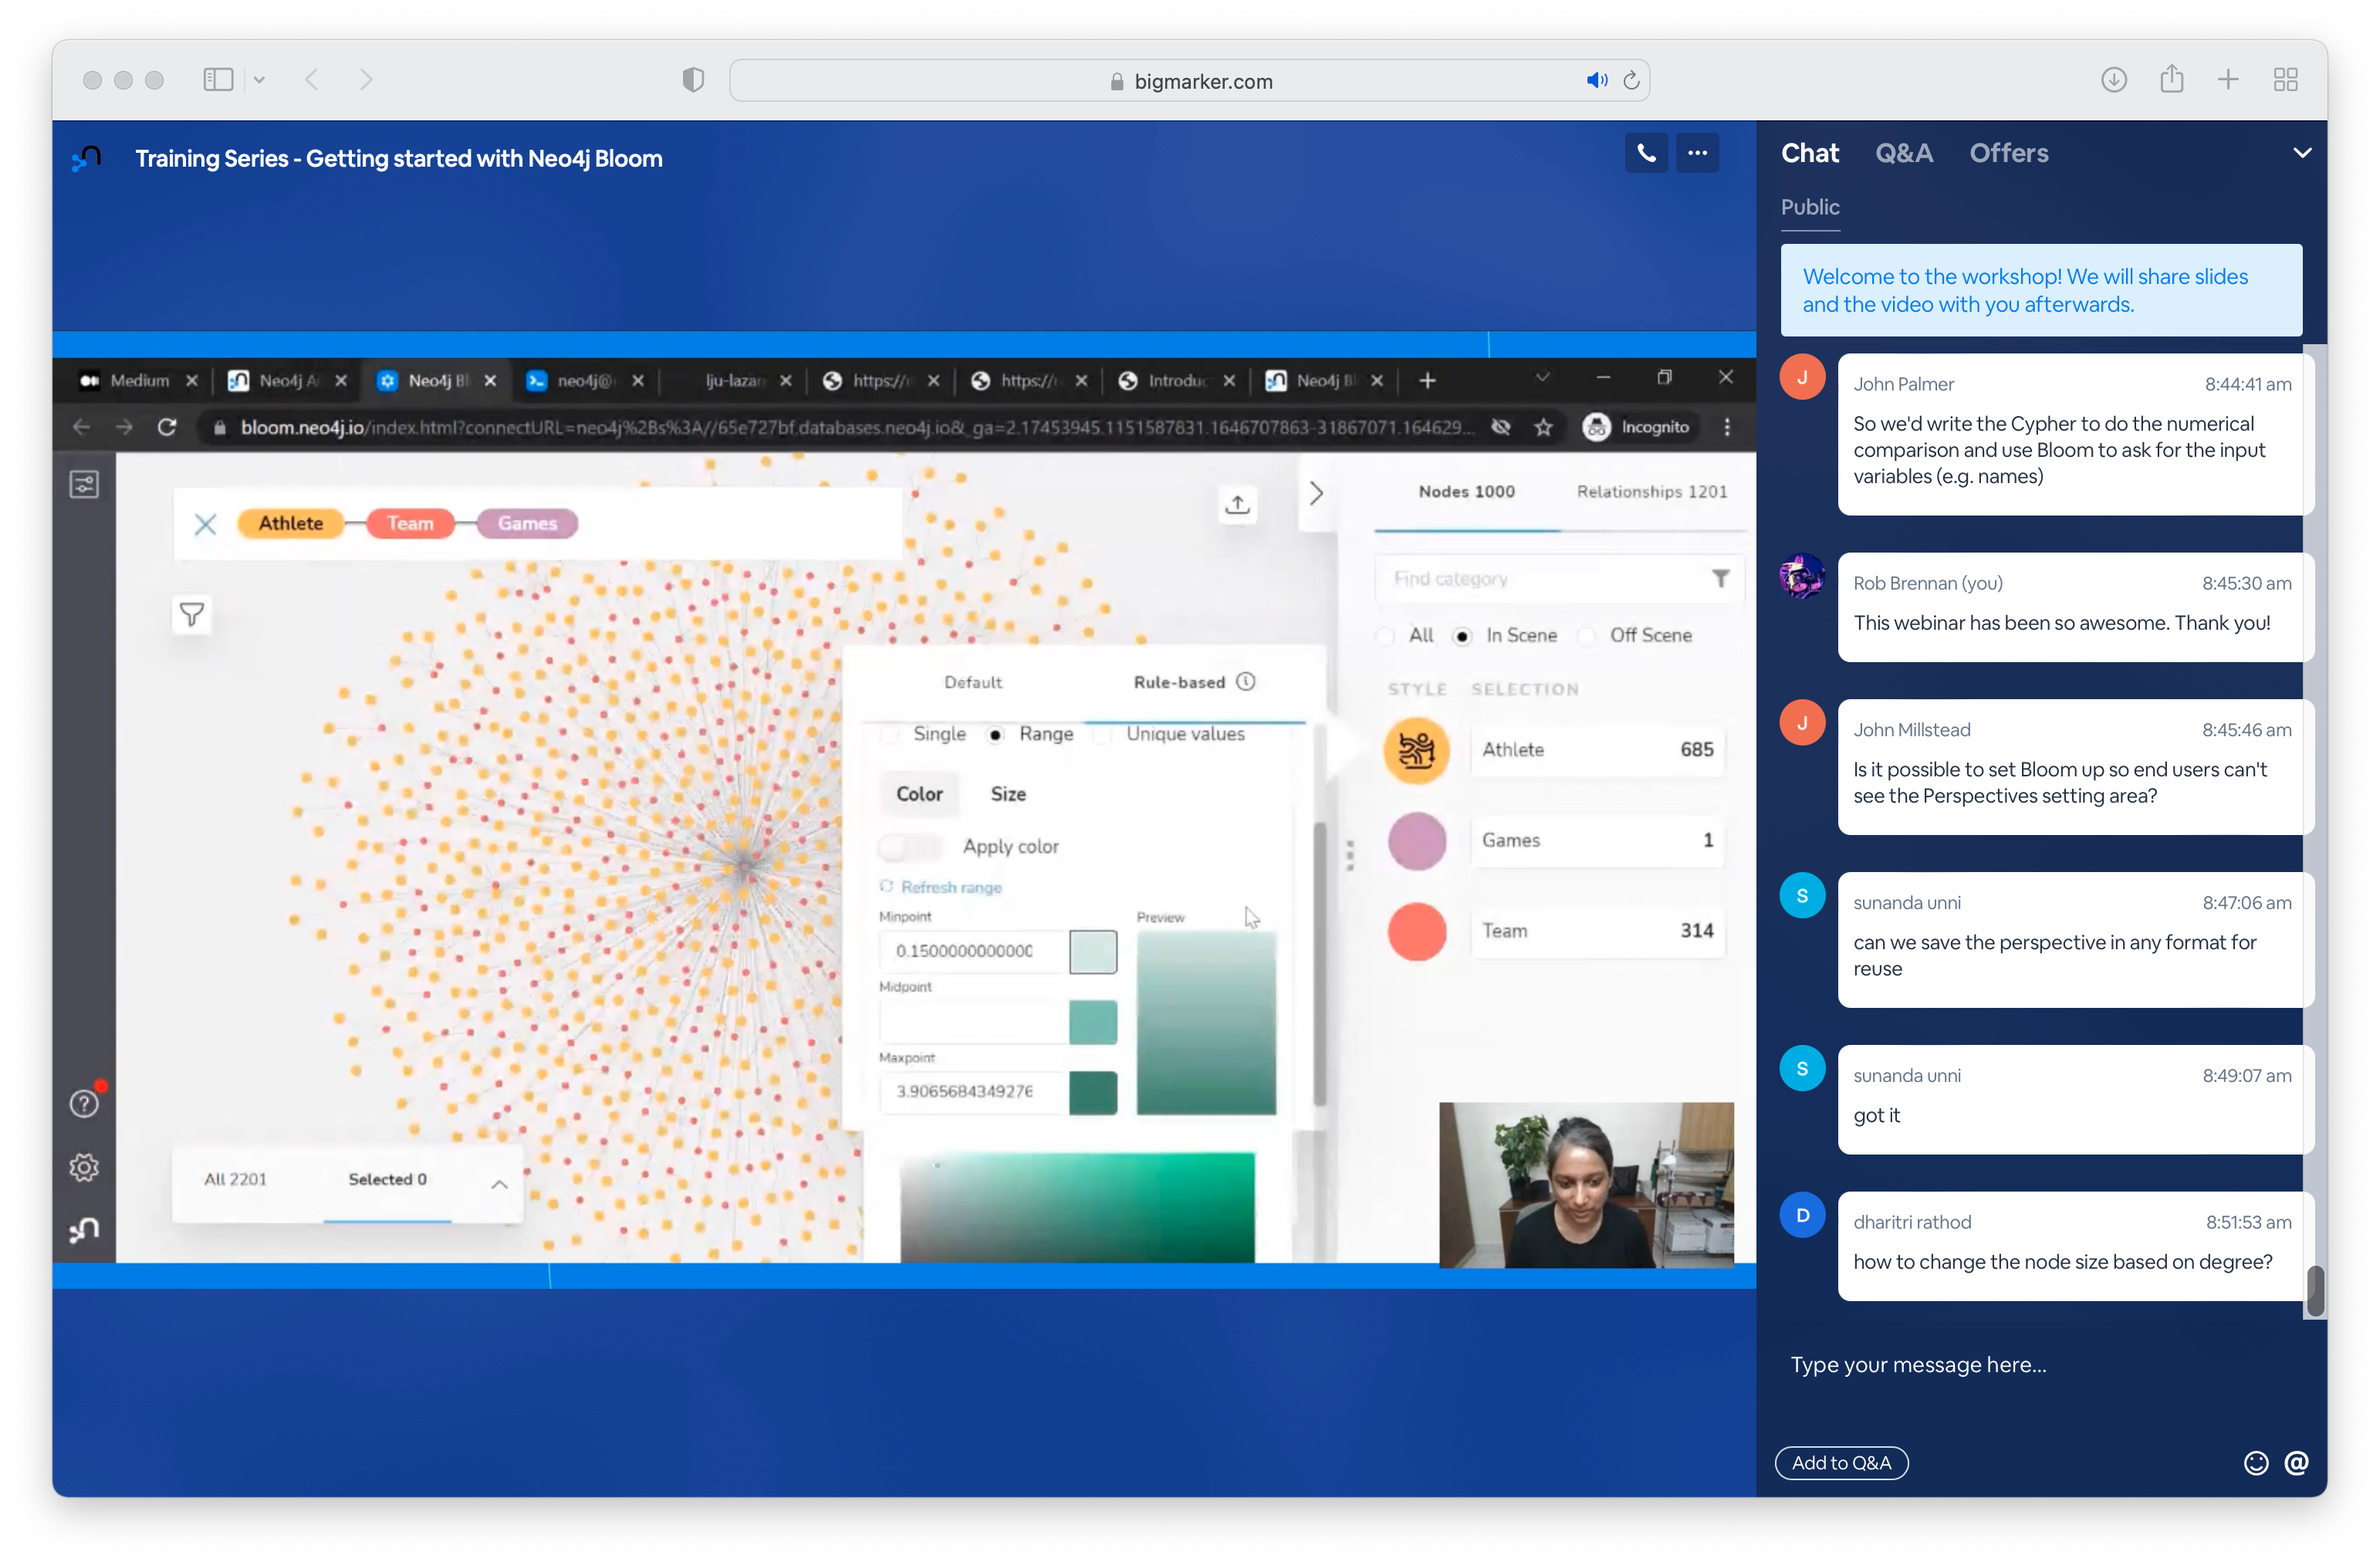 bigmarker.com
Training Series - Getting started with Neo4j Bloom
Medium
Neo4j A
Neo4j Bl
neo4j@
lju-lazar
https://
https://
Introduc
Neo4j B
bloom.neo4j.io/index.html?connectURL=neo4j%2Bs%3A//65e727bf.databases.neo4j.io&_ga=2.17453945.1151587831.1646707863-31867071.164629...
Incognito
Athlete
Team
Games
Nodes 1000
Relationships 1201
Find category
All
In Scene
Off Scene
STYLE
SELECTION
Athlete
685
Games
1
Team
314
Default
Rule-based
Single
Range
Unique values
Color
Size
Apply color
Refresh range
Minpoint
Preview
0.1500000000000
Midpoint
Maxpoint
3.9065684349276
All 2201
Selected 0
Chat
Q&A
Offers
Public
Welcome to the workshop! We will share slides
and the video with you afterwards.
J
John Palmer
8:44:41 am
So we'd write the Cypher to do the numerical
comparison and use Bloom to ask for the input
variables (e.g. names)
Rob Brennan (you)
8:45:30 am
This webinar has been so awesome. Thank you!
J
John Millstead
8:45:46 am
Is it possible to set Bloom up so end users can't
see the Perspectives setting area?
S
sunanda unni
8:47:06 am
can we save the perspective in any format for
reuse
S
sunanda unni
8:49:07 am
got it
D
dharitri rathod
8:51:53 am
how to change the node size based on degree?
Type your message here...
Add to Q&A